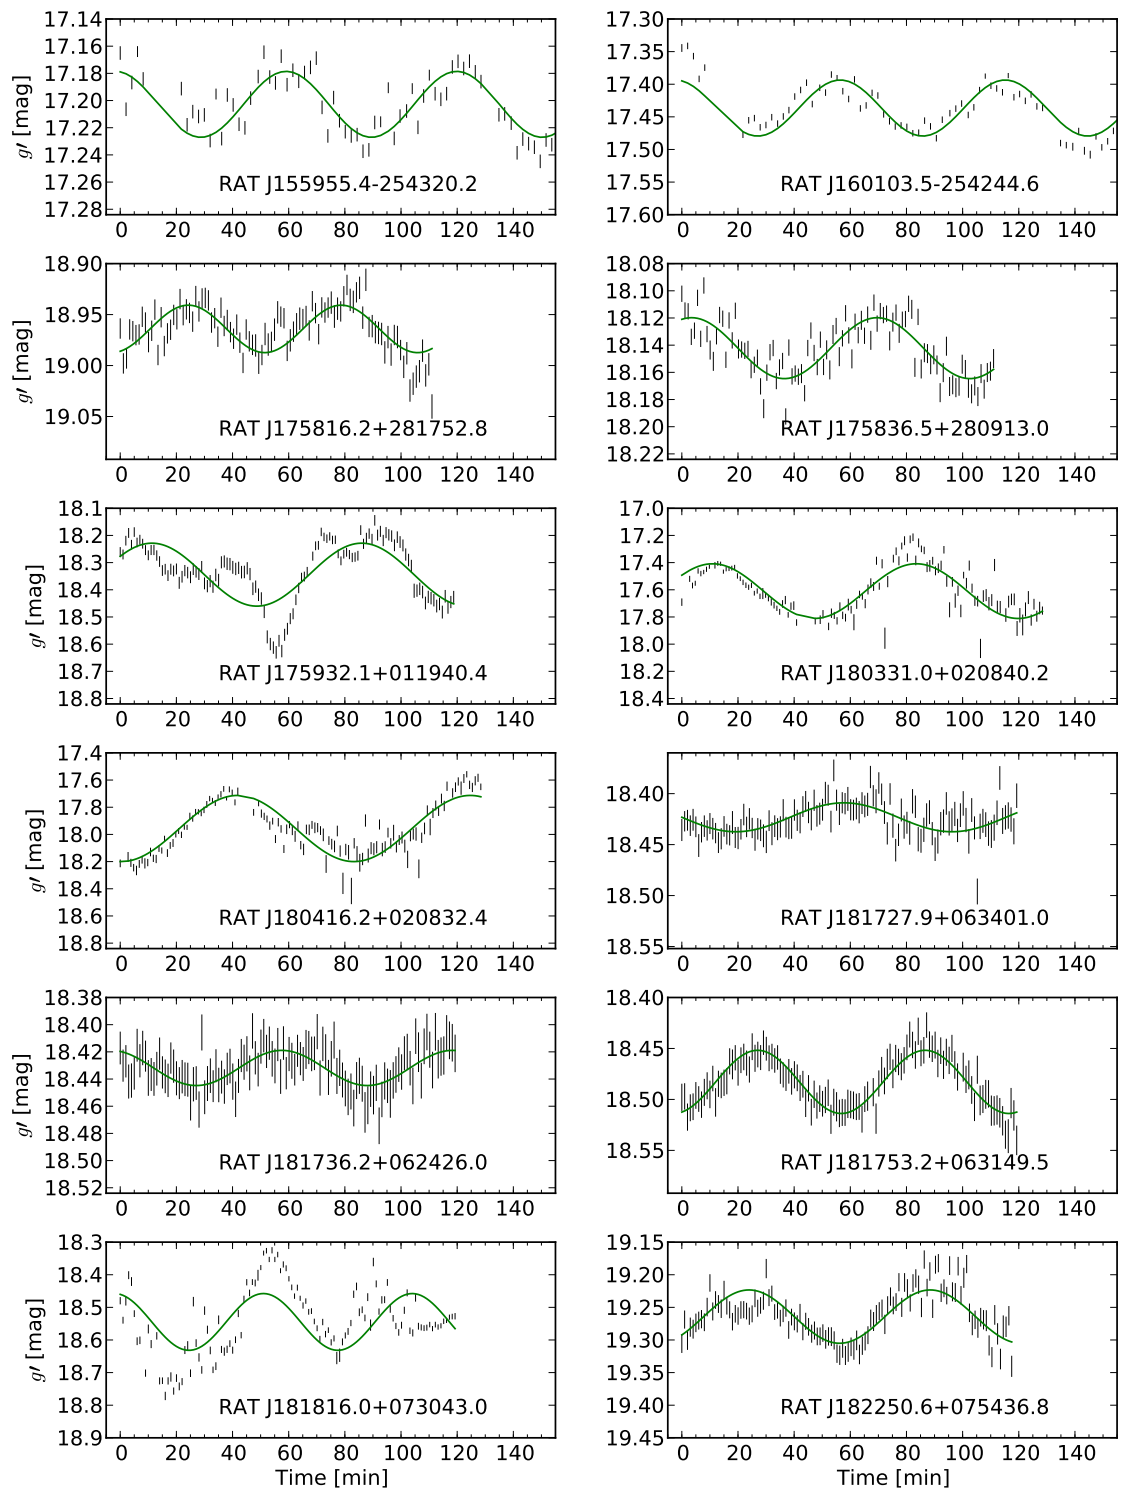 17.14
17.16
17.18
17.20
17.22
17.24
17.26
17.28
g′ [mag]
RAT J155955.4-254320.2
0 20 40 60 80 100 120 140
17.30
17.35
17.40
17.45
17.50
17.55
17.60
RAT J160103.5-254244.6
0 20 40 60 80 100 120 140
18.90
18.95
19.00
19.05
g′ [mag]
RAT J175816.2+281752.8
0 20 40 60 80 100 120 140
18.08
18.10
18.12
18.14
18.16
18.18
18.20
18.22
RAT J175836.5+280913.0
0 20 40 60 80 100 120 140
18.1
18.2
18.3
18.4
18.5
18.6
18.7
18.8
g′ [mag]
RAT J175932.1+011940.4
0 20 40 60 80 100 120 140
17.0
17.2
17.4
17.6
17.8
18.0
18.2
18.4
RAT J180331.0+020840.2
0 20 40 60 80 100 120 140
17.4
17.6
17.8
18.0
18.2
18.4
18.6
18.8
g′ [mag]
RAT J180416.2+020832.4
0 20 40 60 80 100 120 140
18.40
18.45
18.50
18.55
RAT J181727.9+063401.0
0 20 40 60 80 100 120 140
18.38
18.40
18.42
18.44
18.46
18.48
18.50
18.52
g′ [mag]
RAT J181736.2+062426.0
0 20 40 60 80 100 120 140
18.40
18.45
18.50
18.55
RAT J181753.2+063149.5
0 20 40 60 80 100 120 140
18.3
18.4
18.5
18.6
18.7
18.8
18.9
g′ [mag]
RAT J181816.0+073043.0
0 20 40 60 80 100 120 140
Time [min]
19.15
19.20
19.25
19.30
19.35
19.40
19.45
RAT J182250.6+075436.8
0 20 40 60 80 100 120 140
Time [min]